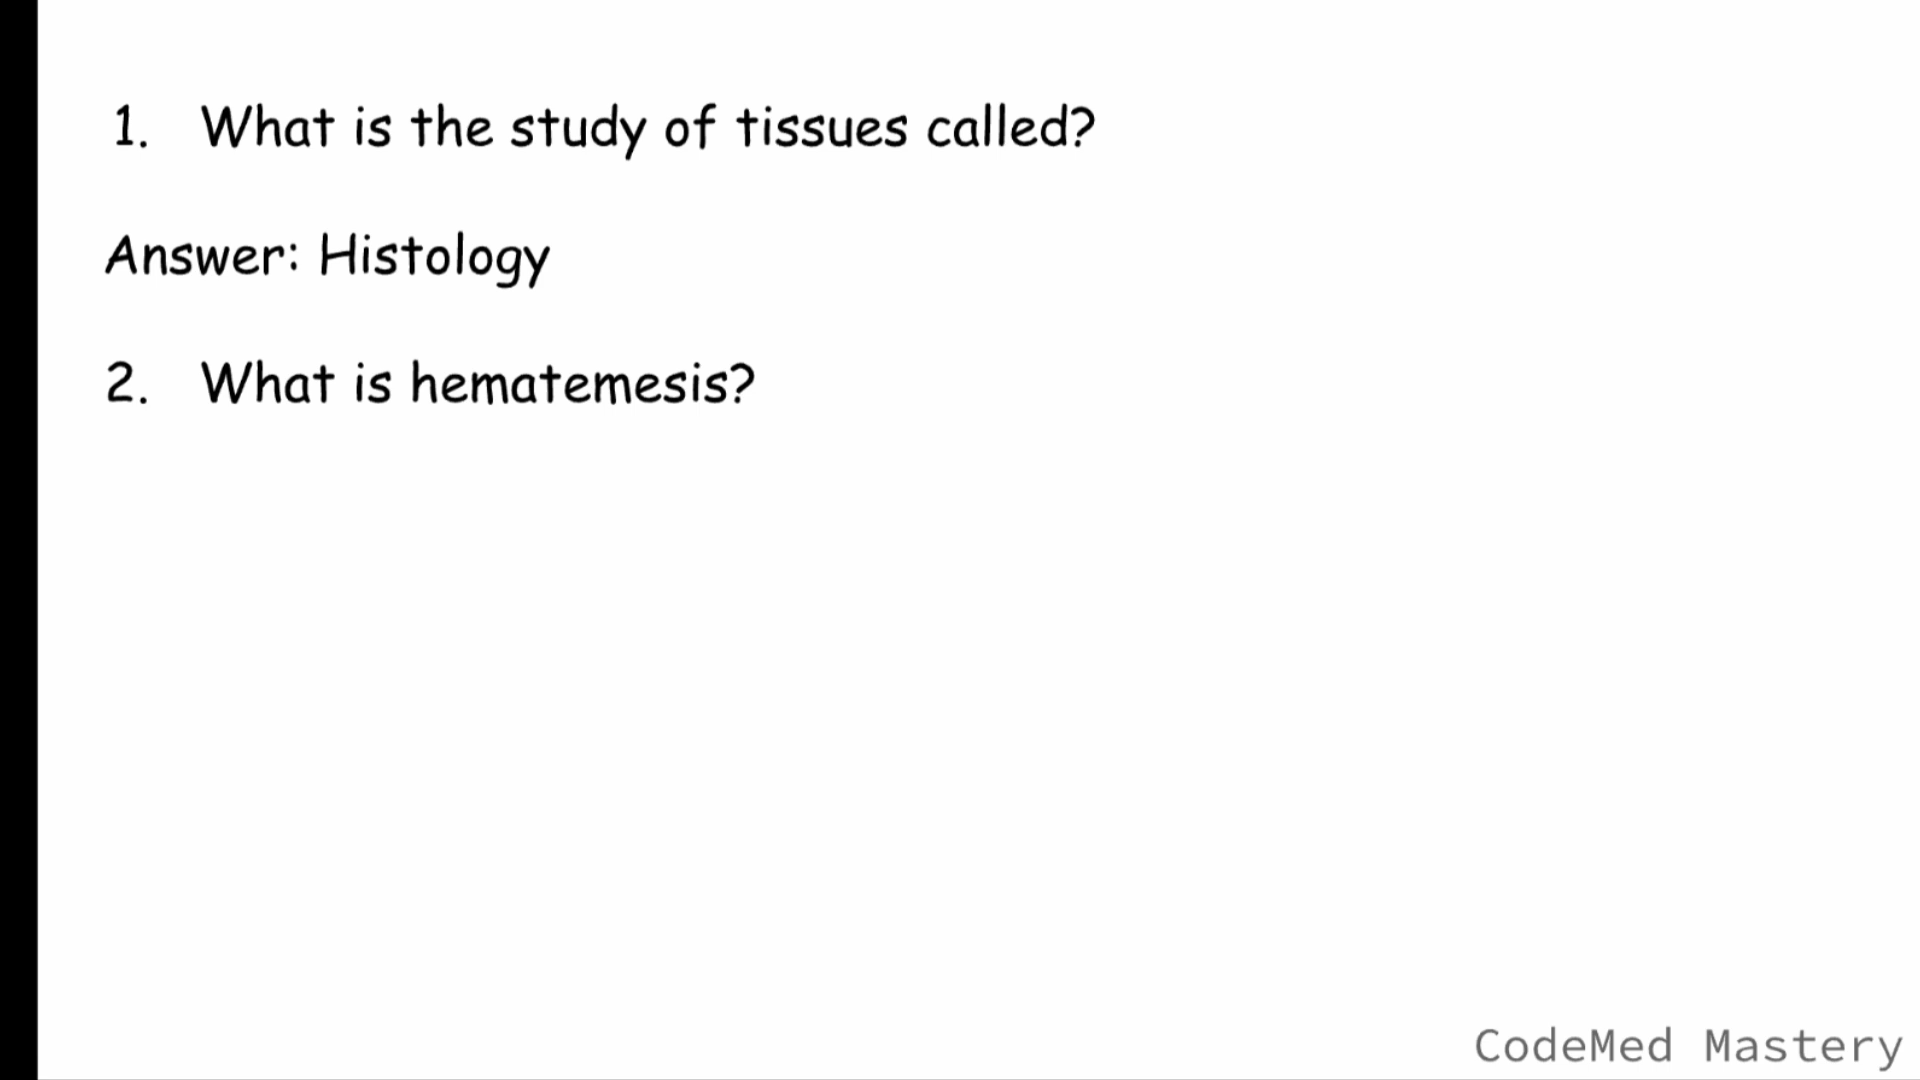 1. What is the study of tissues called?
Answer: Histology
2. What is hematemesis?
CodeMed Mastery